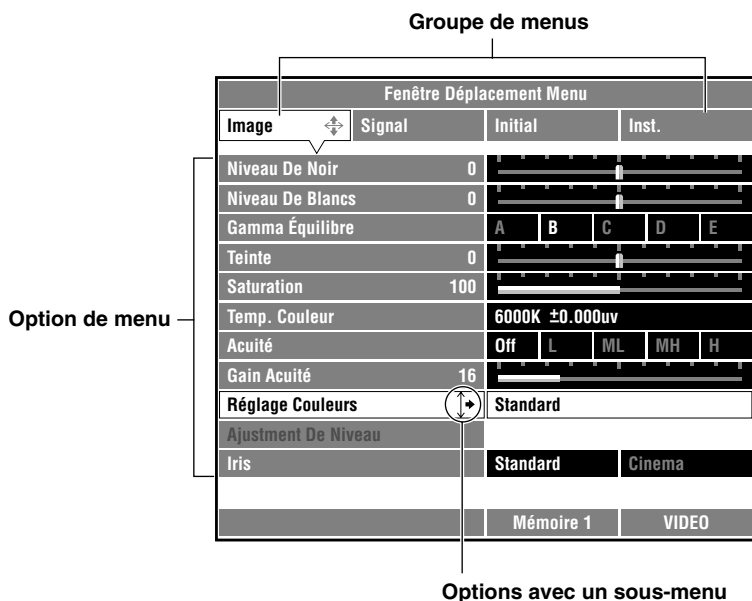 Groupe de menus
Fenêtre Déplacement Menu
Image Signal Initial Inst.
Niveau De Noir 0
Niveau De Blancs 0
Gamma Équilibre A B C D E
Teinte 0
Saturation 100
Option de menu
Temp. Couleur 6000K ±0.000uv
Acuité Off L ML MH H
Gain Acuité 16
Réglage Couleurs Standard
Ajustment De Niveau
Iris Standard Cinema
Mémoire 1 VIDEO
Options avec un sous-menu